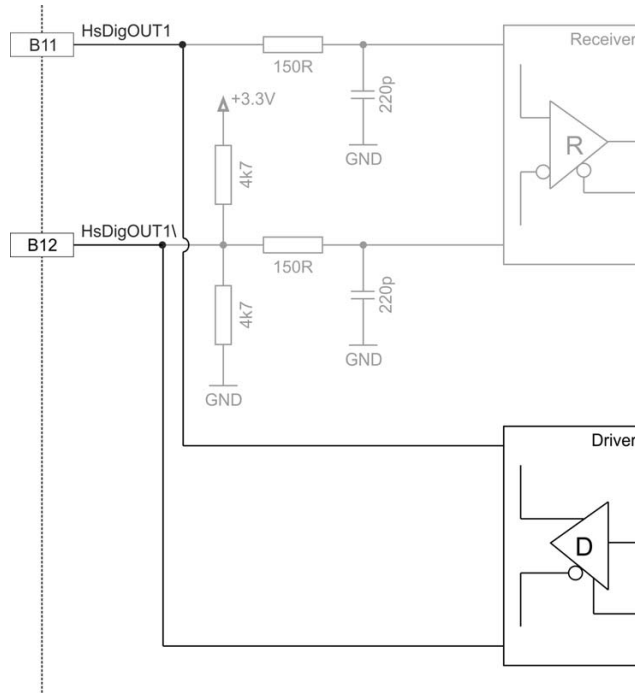 B11
HsDigOUT1
150R
220p
GND
Receiver
R
+3.3V
4k7
B12
HsDigOUT1\
150R
220p
GND
4k7
GND
Driver
D